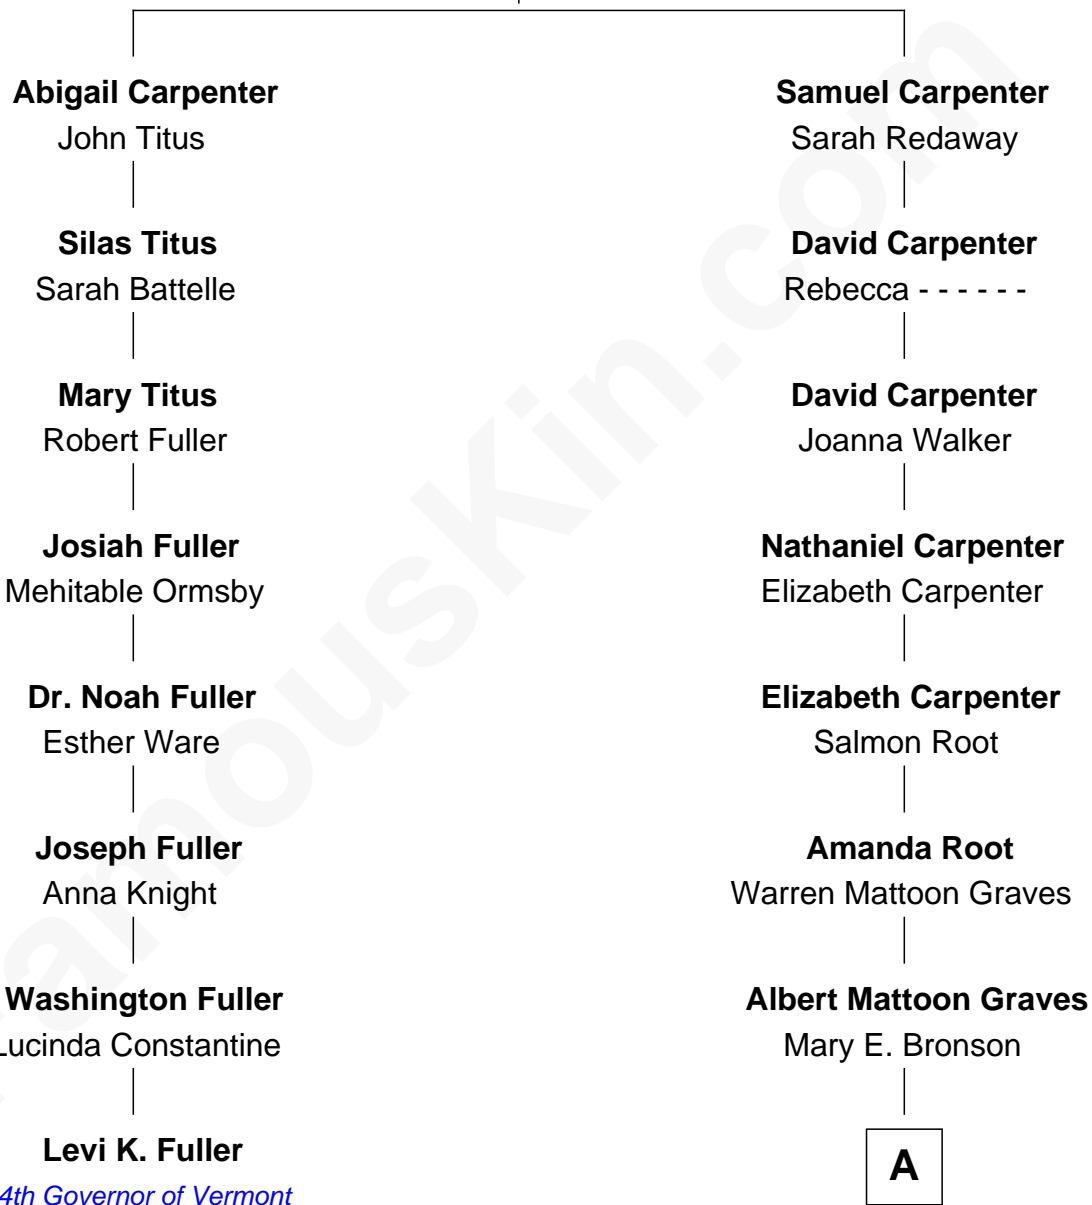 Abigail Carpenter
John Titus
Samuel Carpenter
Sarah Redaway
Silas Titus
Sarah Battelle
David Carpenter
Rebecca - - - - - -
Mary Titus
Robert Fuller
David Carpenter
Joanna Walker
Josiah Fuller
Mehitable Ormsby
Nathaniel Carpenter
Elizabeth Carpenter
Dr. Noah Fuller
Esther Ware
Elizabeth Carpenter
Salmon Root
Joseph Fuller
Anna Knight
Amanda Root
Warren Mattoon Graves
Washington Fuller
Lucinda Constantine
Albert Mattoon Graves
Mary E. Bronson
Levi K. Fuller
4th Governor of Vermont
A
famouskin.com